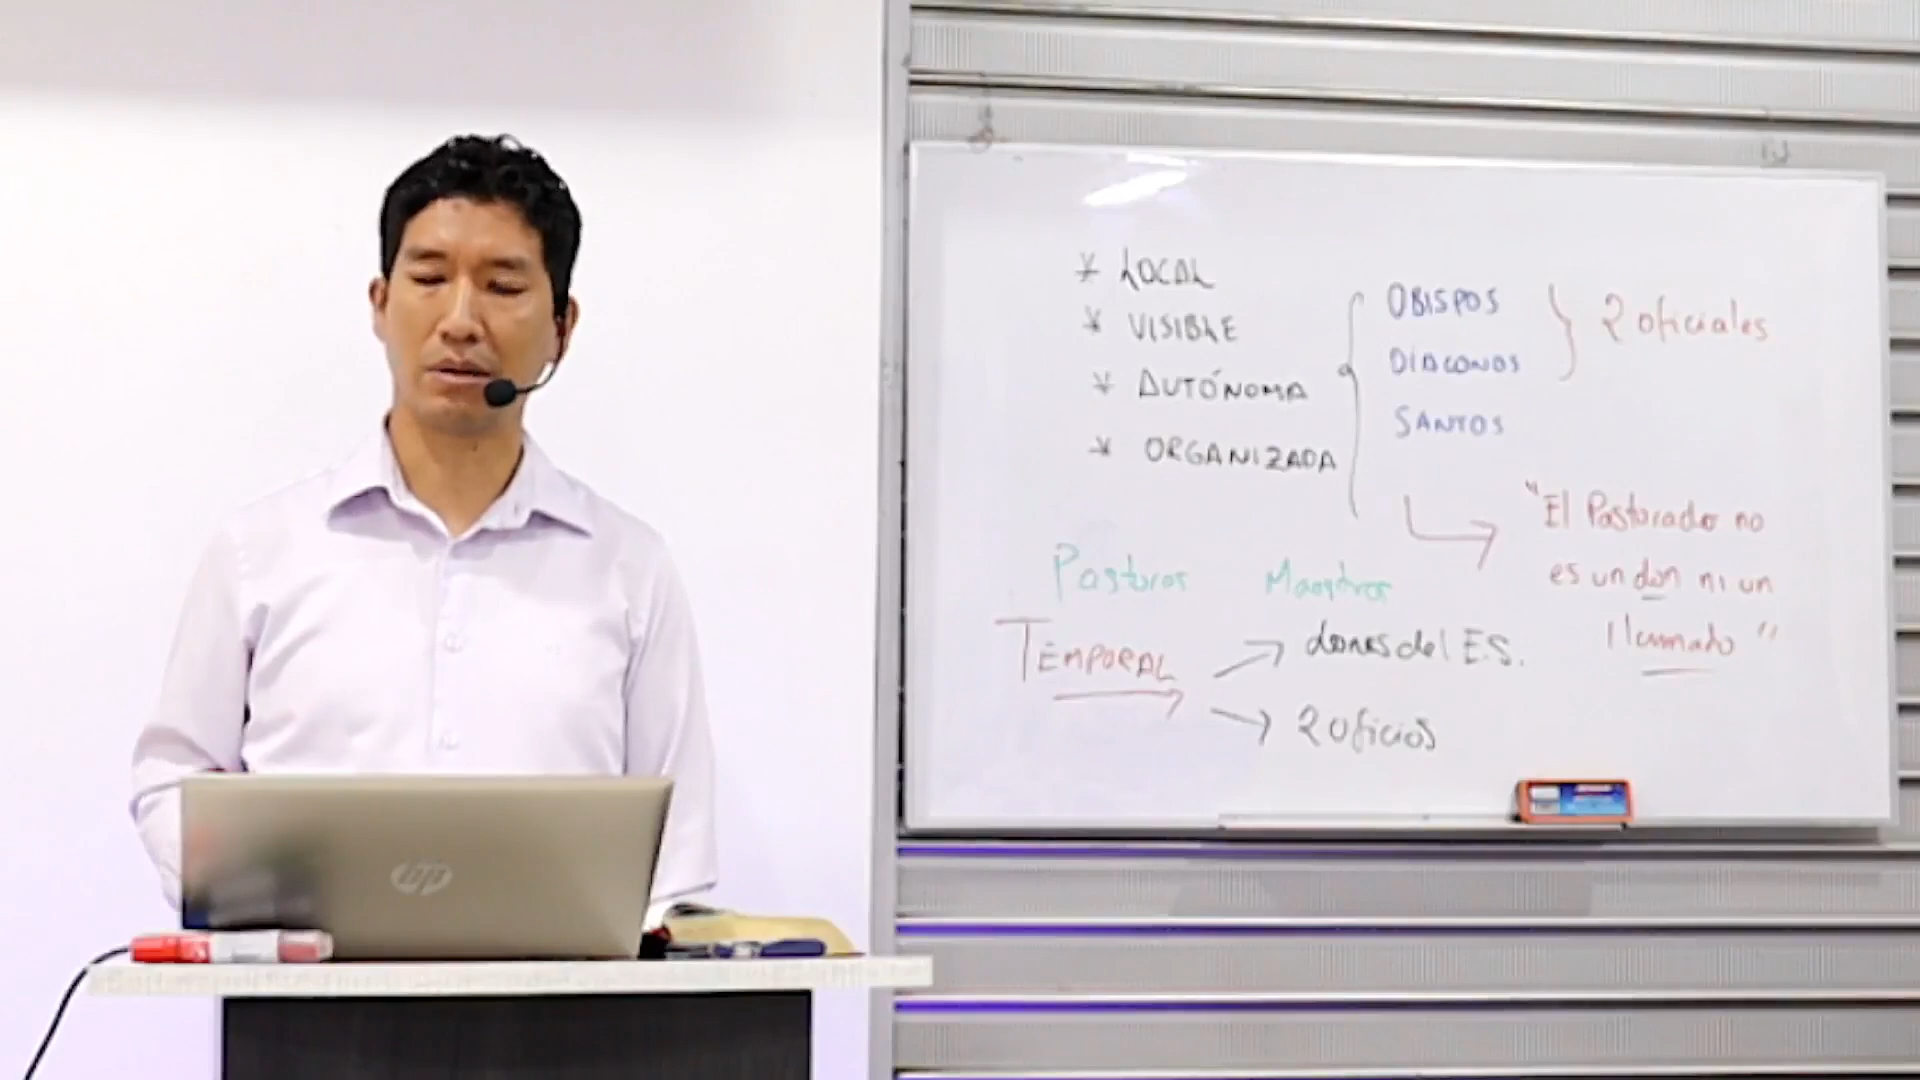 * LOCAL
* VISIBLE
* AUTÓNOMA
* ORGANIZADA
OBISPOS
DIACONOS
SANTOS
2 oficiales
"El Pastorado no
es un don ni un
llamado"
Pastores Maestros
TEMPORAL
dones del E.S.
2 oficios
hp